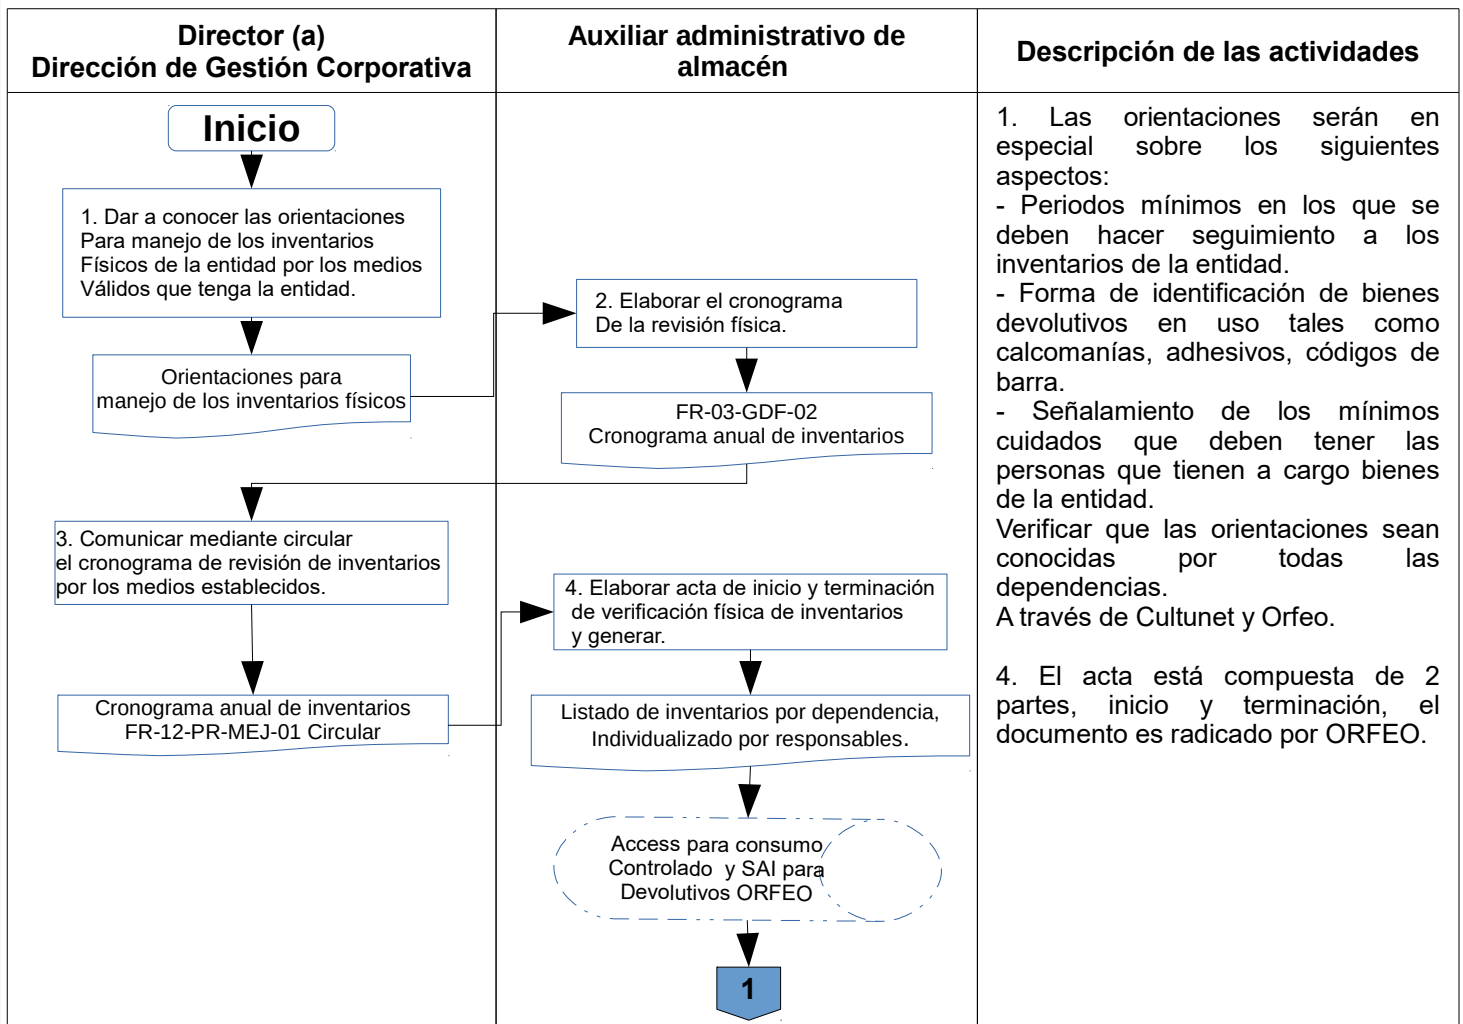 Director (a)
Dirección de Gestión Corporativa
Auxiliar administrativo de
almacén
Descripción de las actividades
Inicio
1. Dar a conocer las orientaciones
Para manejo de los inventarios
Físicos de la entidad por los medios
Válidos que tenga la entidad.
Orientaciones para
manejo de los inventarios físicos
2. Elaborar el cronograma
De la revisión física.
FR-03-GDF-02
Cronograma anual de inventarios
3. Comunicar mediante circular
el cronograma de revisión de inventarios
por los medios establecidos.
Cronograma anual de inventarios
FR-12-PR-MEJ-01 Circular
4. Elaborar acta de inicio y terminación
de verificación física de inventarios
y generar.
Listado de inventarios por dependencia,
Individualizado por responsables.
Access para consumo
Controlado y SAI para
Devolutivos ORFEO
1
1. Las orientaciones serán en
especial sobre los siguientes
aspectos:
- Periodos mínimos en los que se
deben hacer seguimiento a los
inventarios de la entidad.
- Forma de identificación de bienes
devolutivos en uso tales como
calcomanías, adhesivos, códigos de
barra.
- Señalamiento de los mínimos
cuidados que deben tener las
personas que tienen a cargo bienes
de la entidad.
Verificar que las orientaciones sean
conocidas por todas las
dependencias.
A través de Cultunet y Orfeo.
4. El acta está compuesta de 2
partes, inicio y terminación, el
documento es radicado por ORFEO.